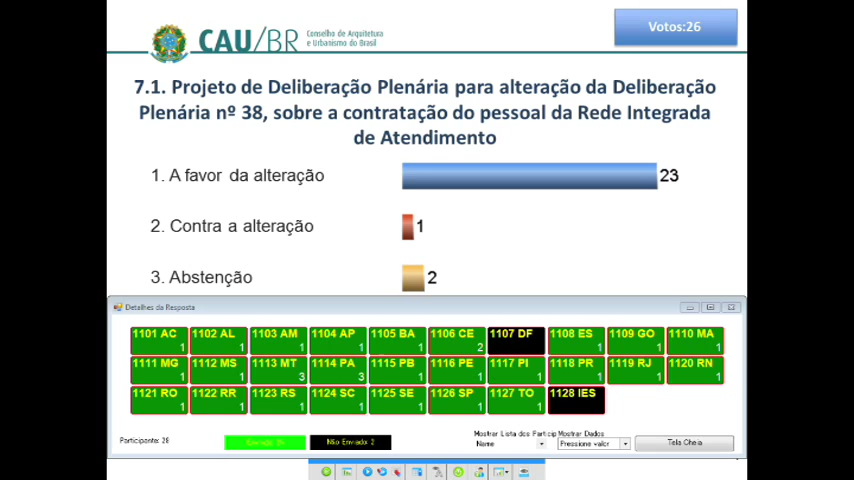 CAU/BR
Conselho de Arquitetura
e Urbanismo do Brasil
Votos:26
7.1. Projeto de Deliberação Plenária para alteração da Deliberação
Plenária nº 38, sobre a contratação do pessoal da Rede Integrada
de Atendimento
1. A favor da alteração 23
2. Contra a alteração 1
3. Abstenção 2
Detalhes da Resposta
1101 AC 1102 AL 1103 AM 1104 AP 1105 BA 1106 CE 1107 DF 1108 ES 1109 GO 1110 MA
1 1 1 1 1 2 1 1 1
1111 MG 1112 MS 1113 MT 1114 PA 1115 PB 1116 PE 1117 PI 1118 PR 1119 RJ 1120 RN
1 1 3 3 1 1 1 1 1 1
1121 RO 1122 RR 1123 RS 1124 SC 1125 SE 1126 SP 1127 TO 1128 IES
1 1 1 1 1 1 1
Mostrar Lista dos Particip Mostrar Dados
Participante: 28 Não Enviado 2 Name Pressione valor Tela Cheia